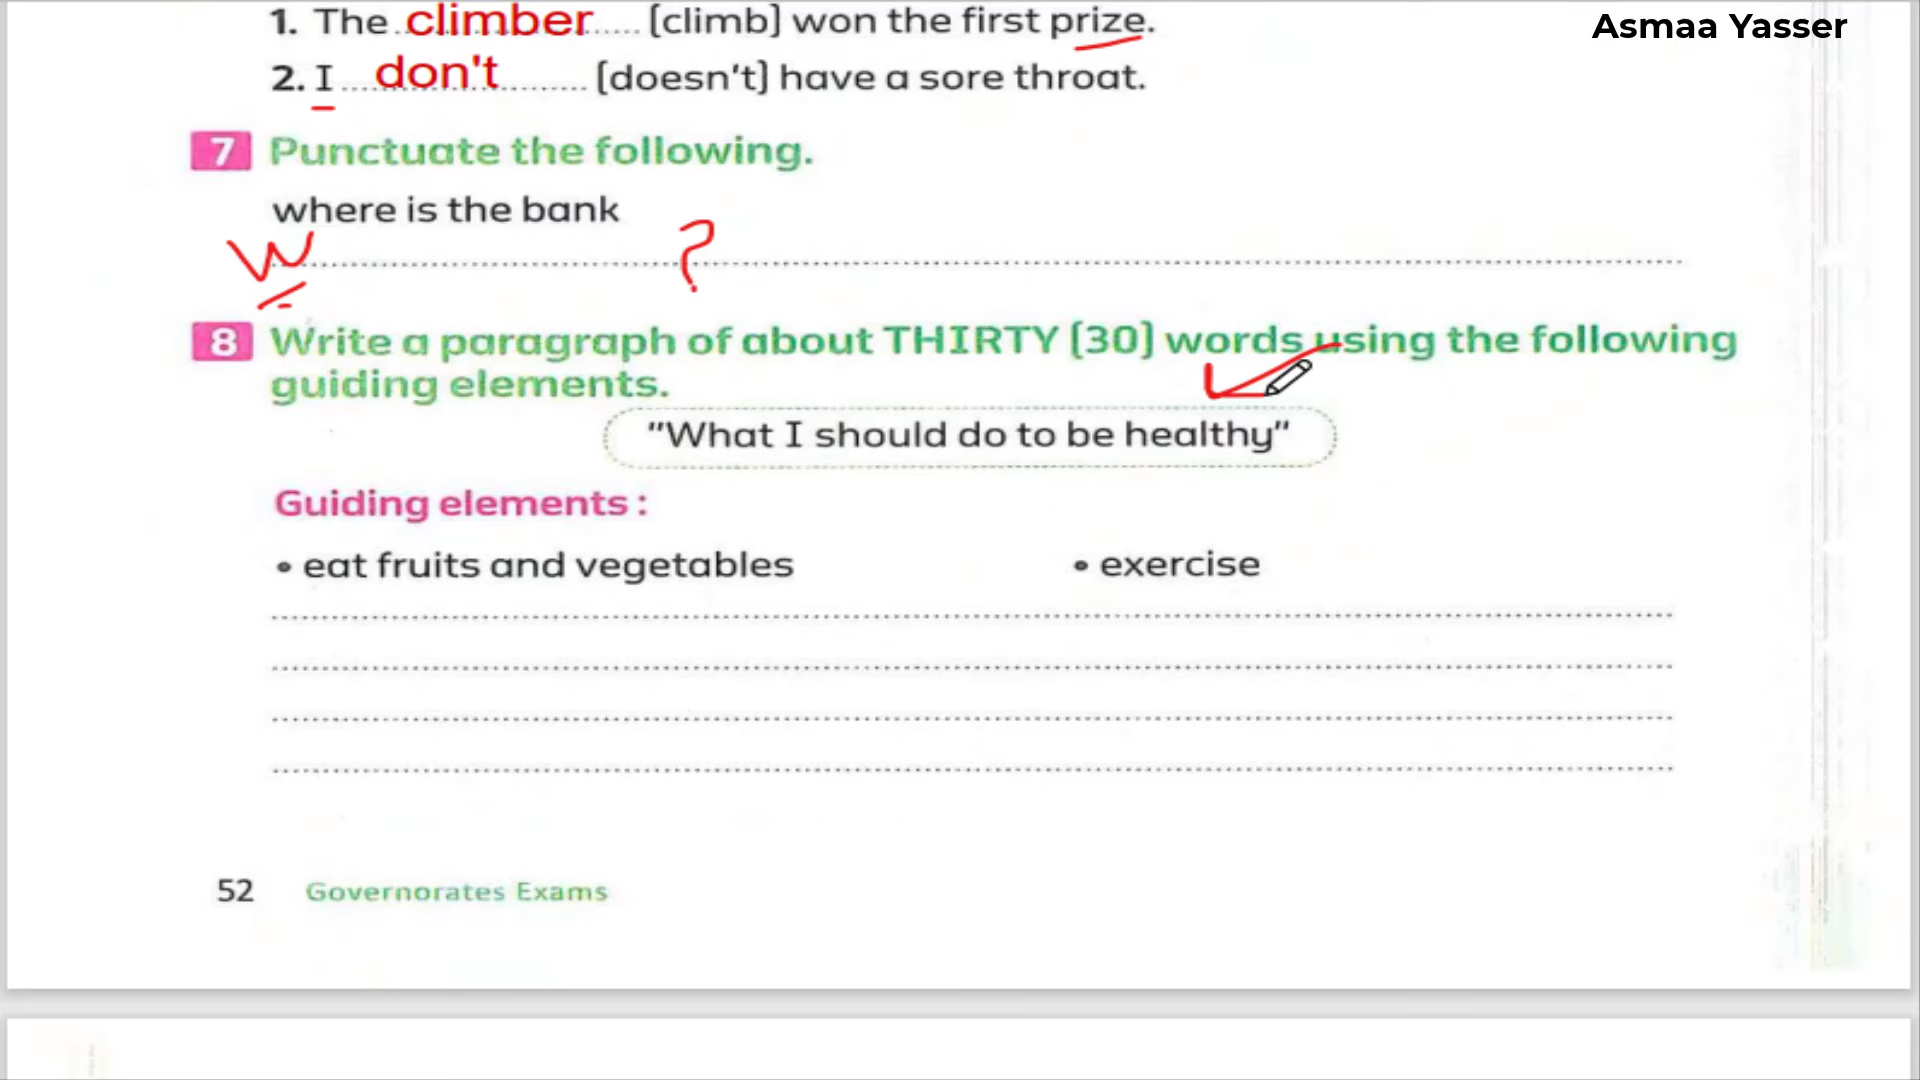 1. The climber [climb] won the first prize.
Asmaa Yasser
2. I don't [doesn't] have a sore throat.
7 Punctuate the following.
where is the bank
W ?
8 Write a paragraph of about THIRTY [30] words using the following
guiding elements.
"What I should do to be healthy"
Guiding elements :
• eat fruits and vegetables • exercise
52 Governorates Exams